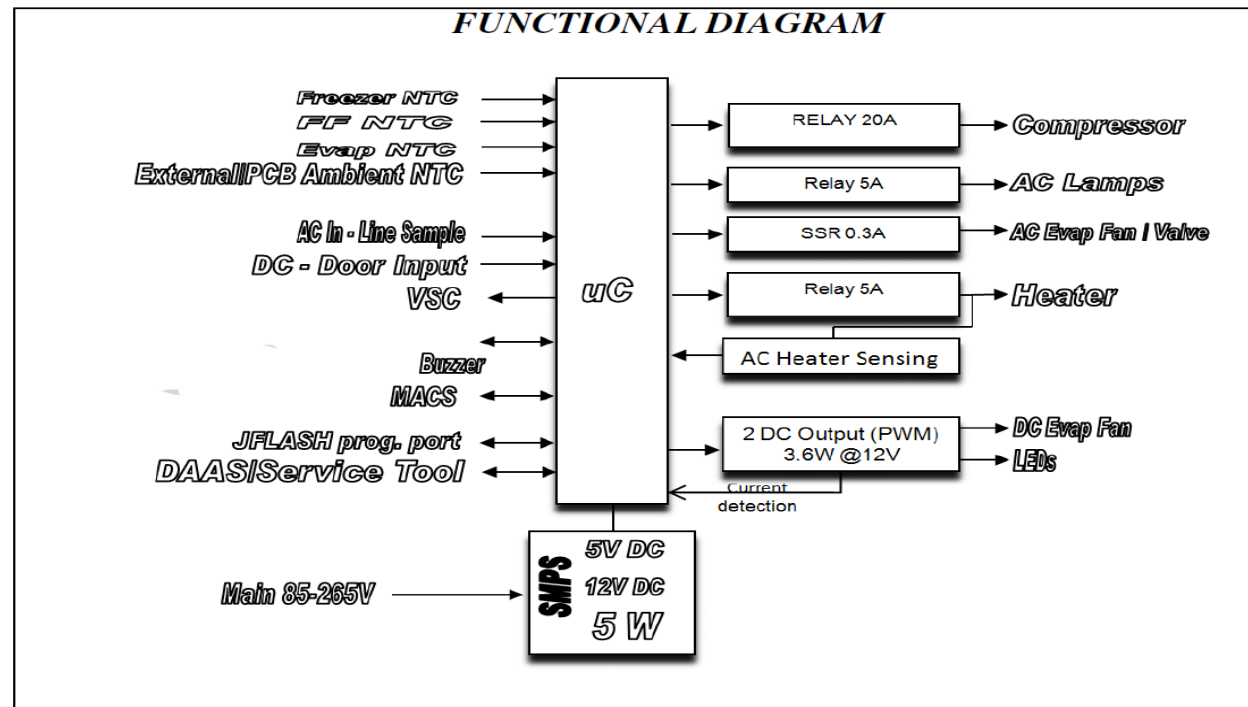 FUNCTIONAL DIAGRAM
Freezer NTC
FF NTC
Evap NTC
External/PCB Ambient NTC
AC In - Line Sample
DC - Door Input
VSC
Buzzer
MACS
JFLASH prog. port
DAAS/Service Tool
uC
RELAY 20A
Compressor
Relay 5A
AC Lamps
SSR 0.3A
AC Evap Fan / Valve
Relay 5A
Heater
AC Heater Sensing
2 DC Output (PWM)
3.6W @12V
DC Evap Fan
LEDs
Current
detection
Main 85-265V
SMPS
5V DC
12V DC
5 W